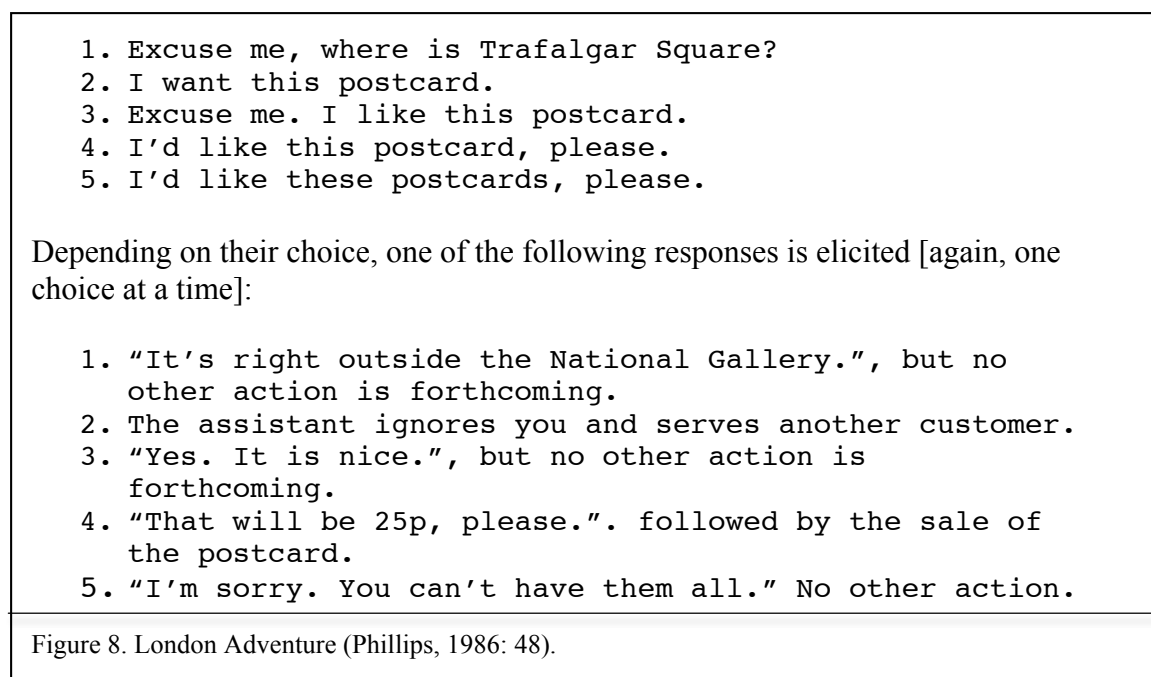 1. Excuse me, where is Trafalgar Square?
2. I want this postcard.
3. Excuse me. I like this postcard.
4. I’d like this postcard, please.
5. I’d like these postcards, please.
Depending on their choice, one of the following responses is elicited [again, one
choice at a time]:
1. “It’s right outside the National Gallery.”, but no
other action is forthcoming.
2. The assistant ignores you and serves another customer.
3. “Yes. It is nice.”, but no other action is
forthcoming.
4. “That will be 25p, please.”. followed by the sale of
the postcard.
5. “I’m sorry. You can’t have them all.” No other action.
Figure 8. London Adventure (Phillips, 1986: 48).